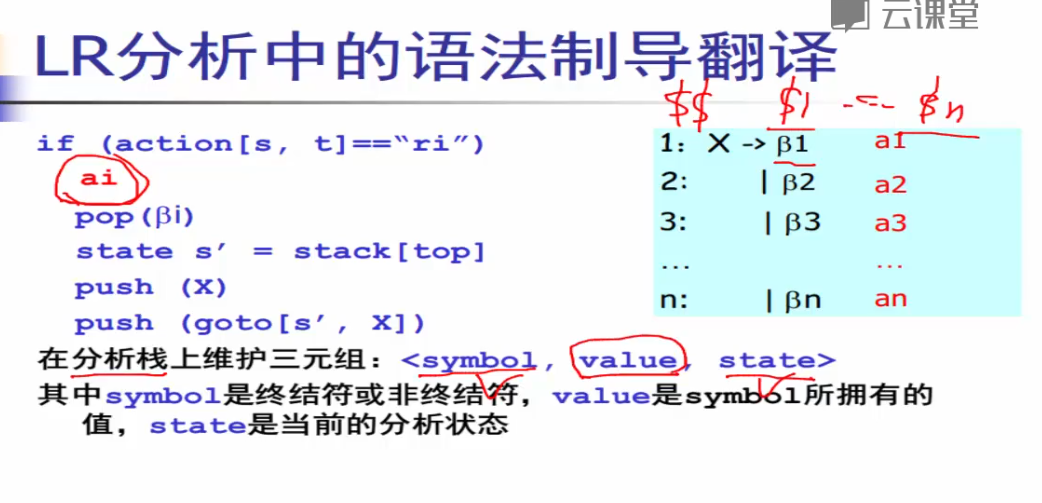 云课堂
LR分析中的语法制导翻译
$$ $1 --- $n
if (action[s, t]==“ri”)
ai
pop(βi)
state s’ = stack[top]
push (X)
push (goto[s’, X])
1: X -> β1 a1
2: | β2 a2
3: | β3 a3
... ...
n: | βn an
在分析栈上维护三元组：<symbol, value, state>
其中symbol是终结符或非终结符，value是symbol所拥有的
值，state是当前的分析状态